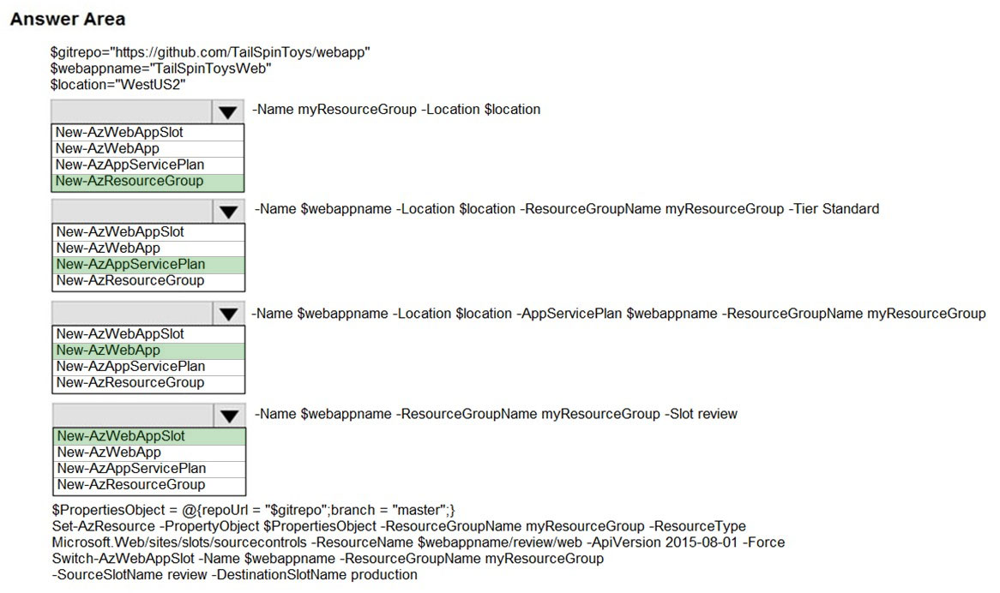 Answer Area
$gitrepo="https://github.com/TailSpinToys/webapp"
$webappname="TailSpinToysWeb"
$location="WestUS2"
-Name myResourceGroup -Location $location
New-AzWebAppSlot
New-AzWebApp
New-AzAppServicePlan
New-AzResourceGroup
-Name $webappname -Location $location -ResourceGroupName myResourceGroup -Tier Standard
New-AzWebAppSlot
New-AzWebApp
New-AzAppServicePlan
New-AzResourceGroup
-Name $webappname -Location $location -AppServicePlan $webappname -ResourceGroupName myResourceGroup
New-AzWebAppSlot
New-AzWebApp
New-AzAppServicePlan
New-AzResourceGroup
-Name $webappname -ResourceGroupName myResourceGroup -Slot review
New-AzWebAppSlot
New-AzWebApp
New-AzAppServicePlan
New-AzResourceGroup
$PropertiesObject = @{repoUrl = "$gitrepo";branch = "master";}
Set-AzResource -PropertyObject $PropertiesObject -ResourceGroupName myResourceGroup -ResourceType
Microsoft.Web/sites/slots/sourcecontrols -ResourceName $webappname/review/web -ApiVersion 2015-08-01 -Force
Switch-AzWebAppSlot -Name $webappname -ResourceGroupName myResourceGroup
-SourceSlotName review -DestinationSlotName production